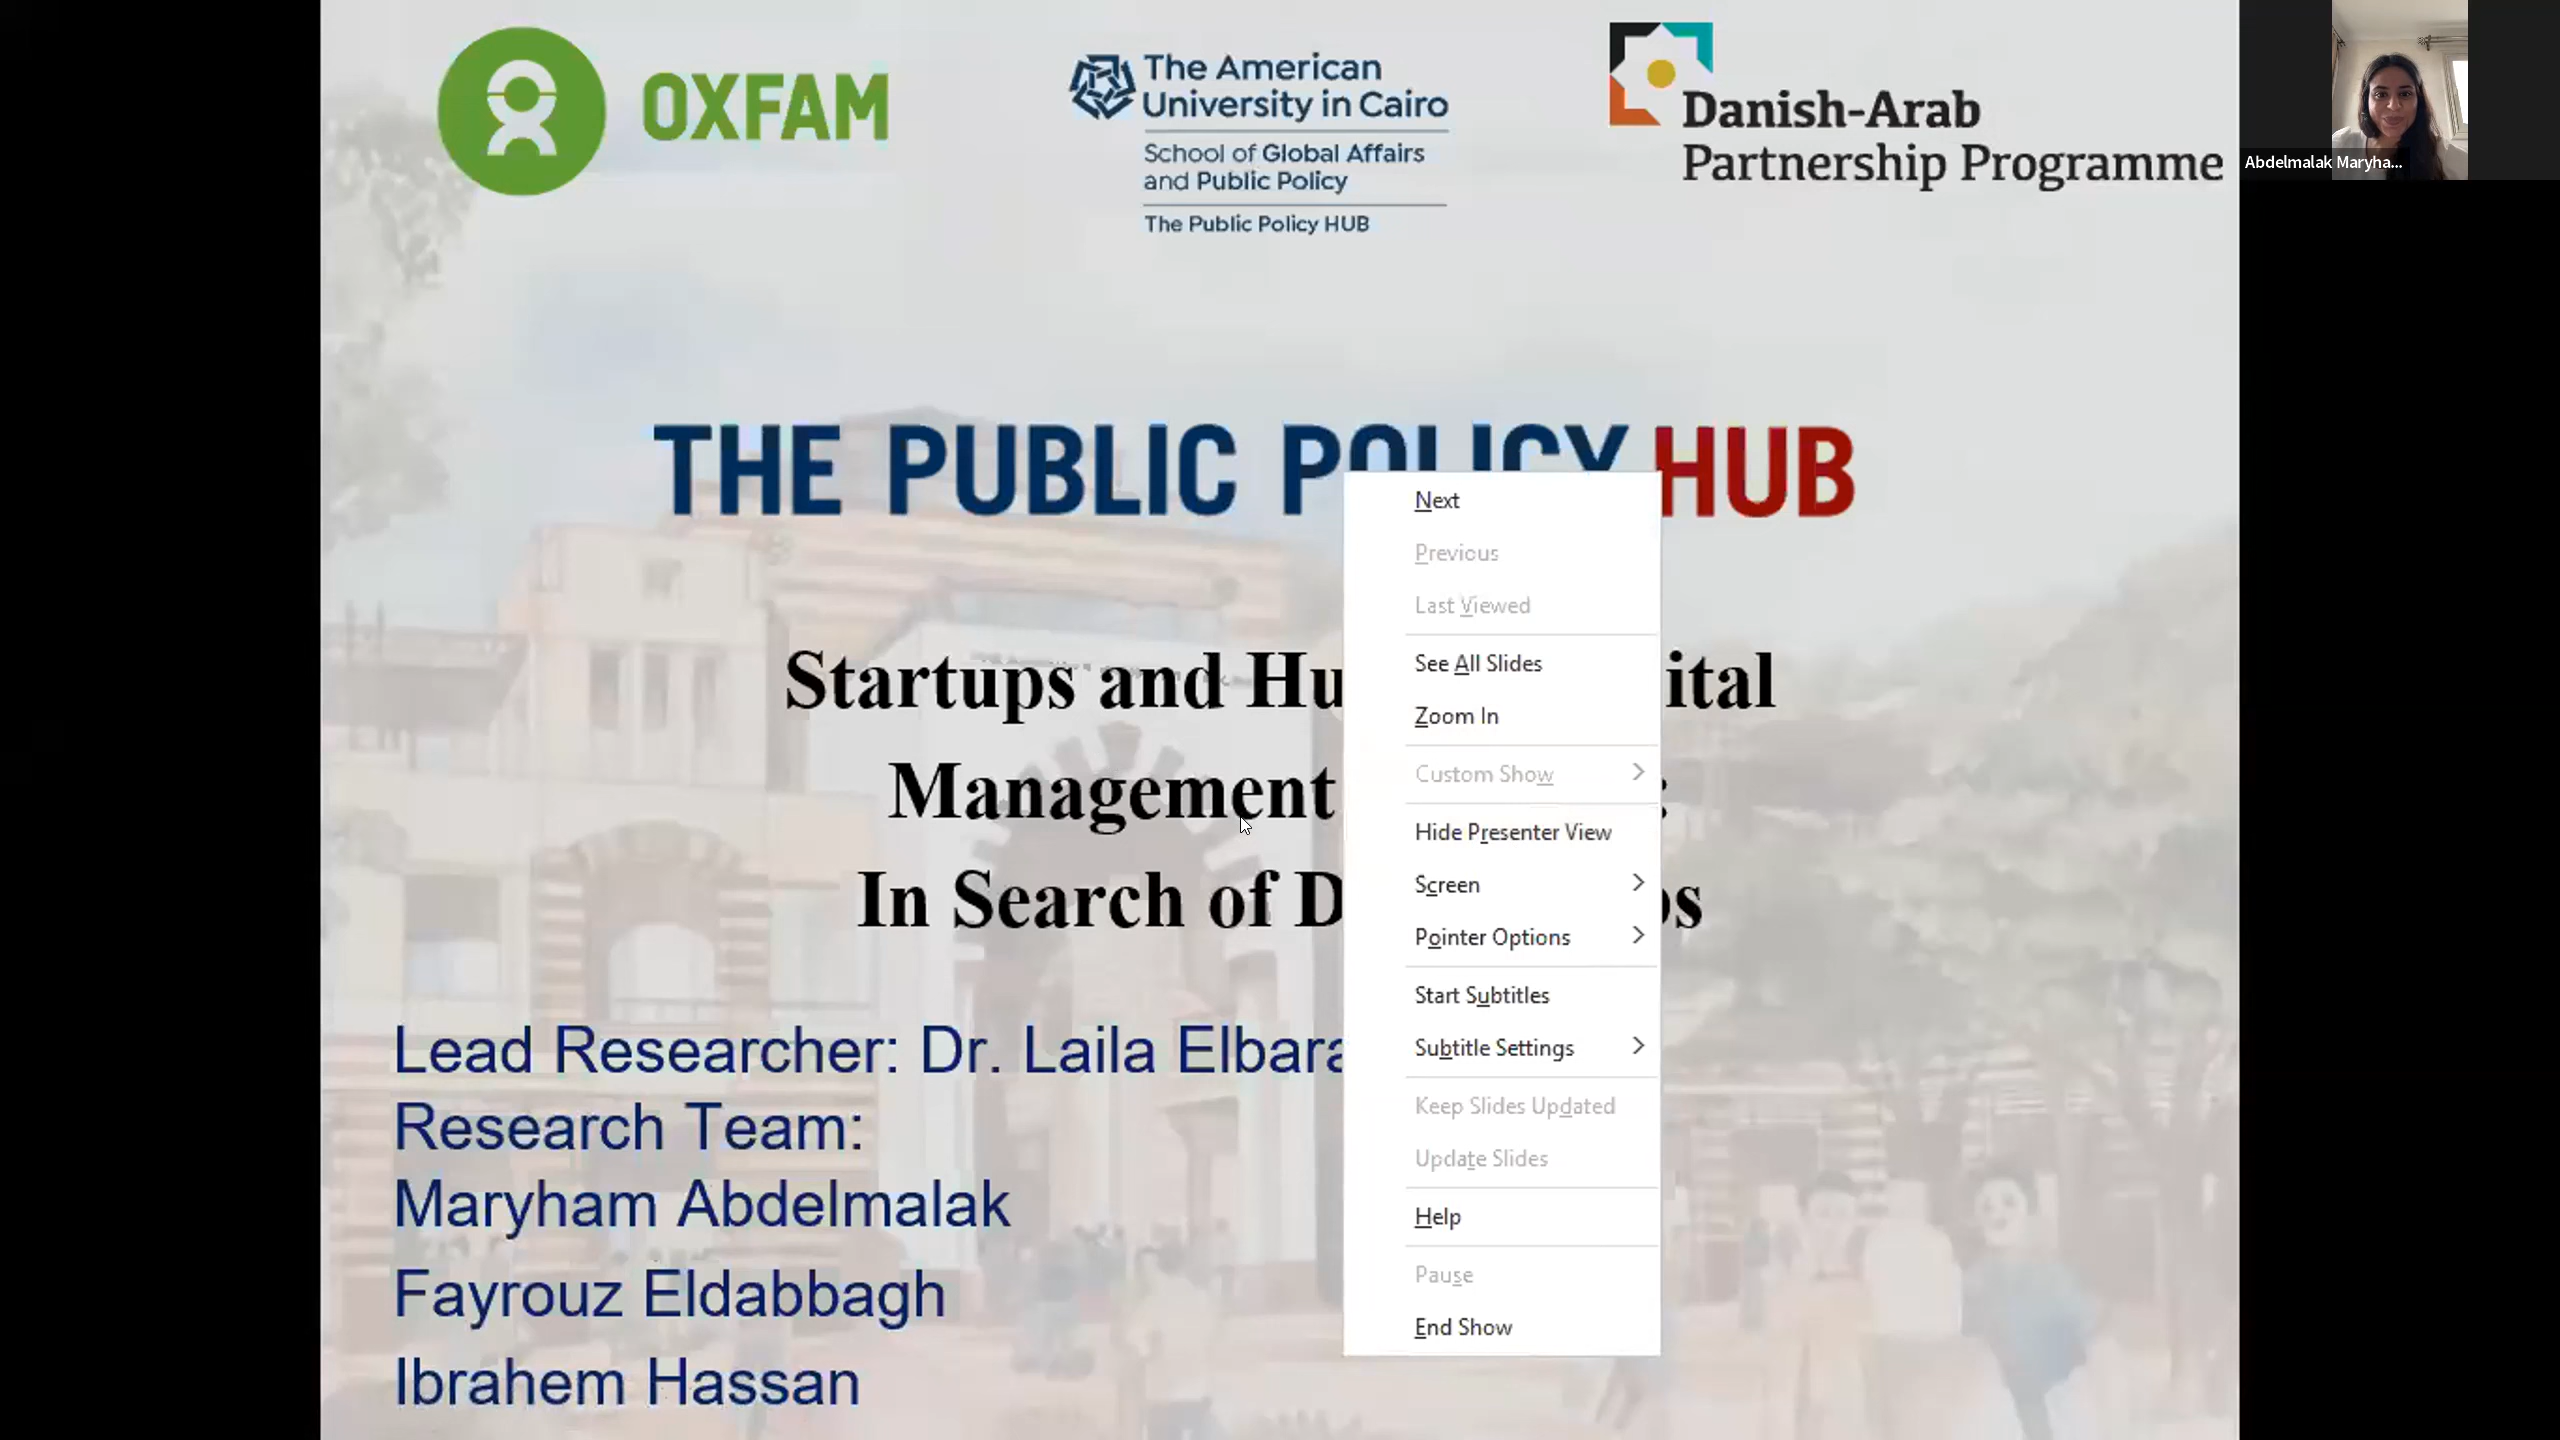 OXFAM
The American
University in Cairo
School of Global Affairs
and Public Policy
The Public Policy HUB
Danish-Arab
Partnership Programme
Abdelmalak Maryha...
THE PUBLIC POLICY HUB
Startups and Hu ital
Management :
In Search of D s
Lead Researcher: Dr. Laila Elbara
Research Team:
Maryham Abdelmalak
Fayrouz Eldabbagh
Ibrahem Hassan
Next
Previous
Last Viewed
See All Slides
Zoom In
Custom Show
Hide Presenter View
Screen
Pointer Options
Start Subtitles
Subtitle Settings
Keep Slides Updated
Update Slides
Help
Pause
End Show